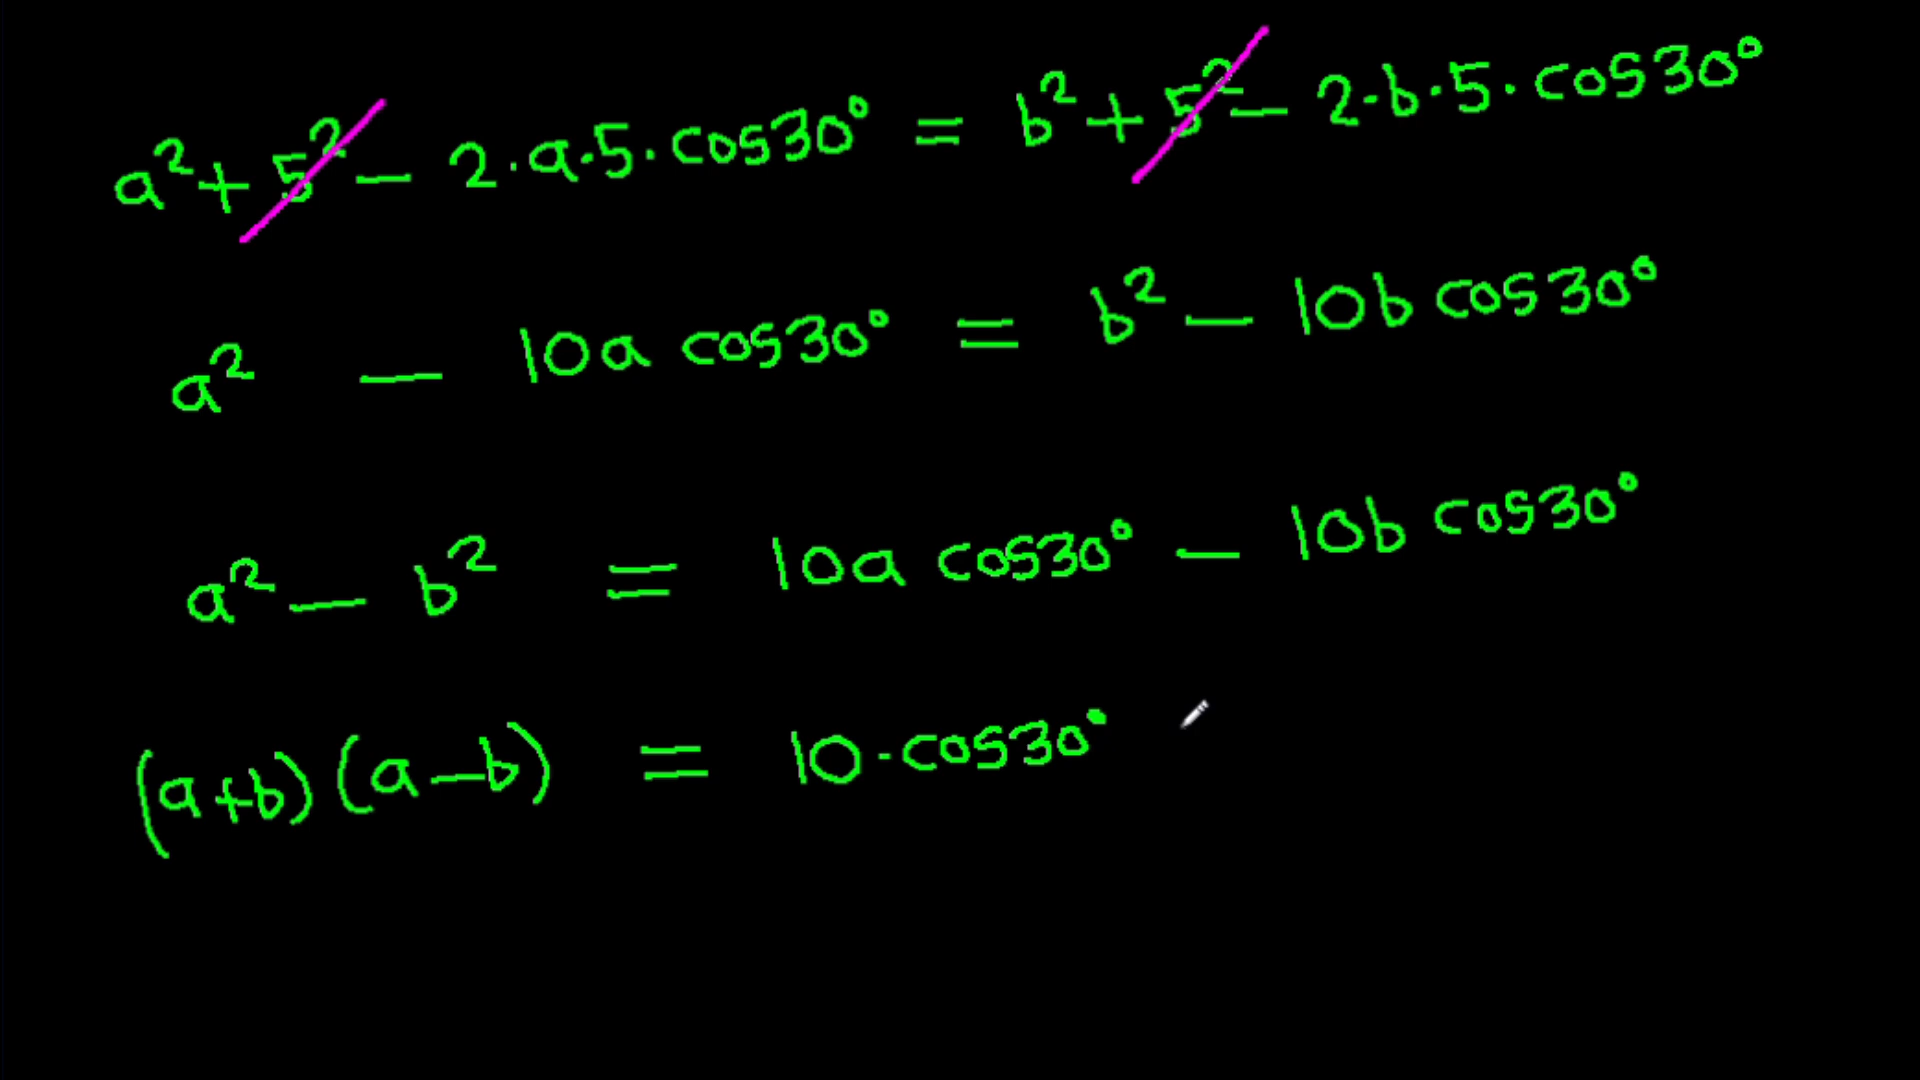 a² + 5² − 2·a·5·cos30° = b² + 5² − 2·b·5·cos30°
a² − 10a cos30° = b² − 10b cos30°
a² − b² = 10a cos30° − 10b cos30°
(a+b)(a−b) = 10·cos30°